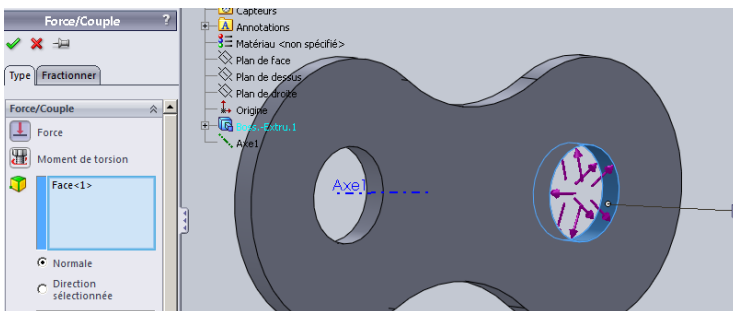 Force/Couple ?
Type Fractionner
Force/Couple
Force
Moment de torsion
Face<1>
Normale
Direction
sélectionnée
Capteurs
A Annotations
Matériau <non spécifié>
Plan de face
Plan de dessus
Plan de droite
Origine
Boss.-Extru.1
Axe1
Axe1